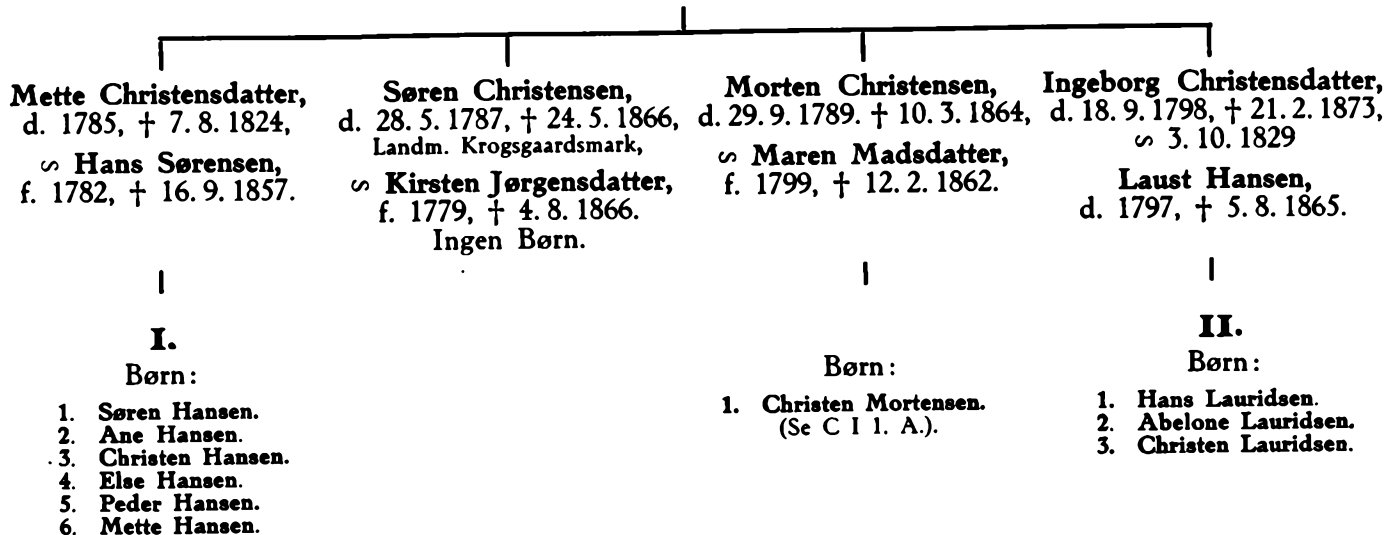 Mette Christensdatter,
d. 1785, † 7. 8. 1824,
∽ Hans Sørensen,
f. 1782, † 16. 9. 1857.
I.
Børn:
1. Søren Hansen.
2. Ane Hansen.
3. Christen Hansen.
4. Else Hansen.
5. Peder Hansen.
6. Mette Hansen.
Søren Christensen,
d. 28. 5. 1787, † 24. 5. 1866,
Landm. Krogsgaardsmark,
∽ Kirsten Jørgensdatter,
f. 1779, † 4. 8. 1866.
Ingen Børn.
Morten Christensen,
d. 29. 9. 1789. † 10. 3. 1864,
∽ Maren Madsdatter,
f. 1799, † 12. 2. 1862.
Børn:
1. Christen Mortensen.
(Se C I 1. A.).
Ingeborg Christensdatter,
d. 18. 9. 1798, † 21. 2. 1873,
∽ 3. 10. 1829
Laust Hansen,
d. 1797, † 5. 8. 1865.
II.
Børn:
1. Hans Lauridsen.
2. Abelone Lauridsen.
3. Christen Lauridsen.